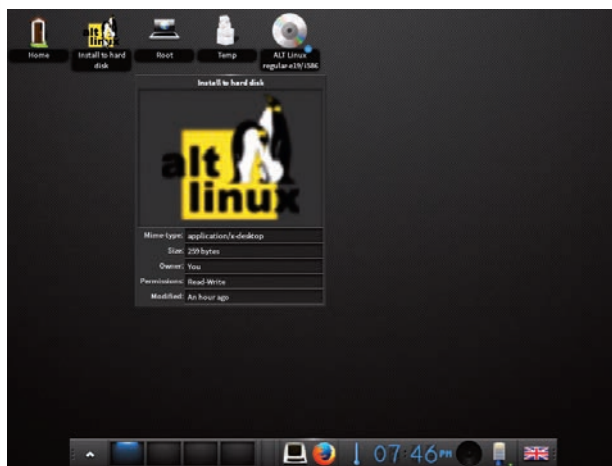 Home
Install to hard
disk
Root
Temp
ALT Linux
regular-e19/i586
Install to hard disk
alt
linux
Mime-type: application/x-desktop
Size: 259 bytes
Owner: You
Permissions: Read-Write
Modified: An hour ago
07:46PM